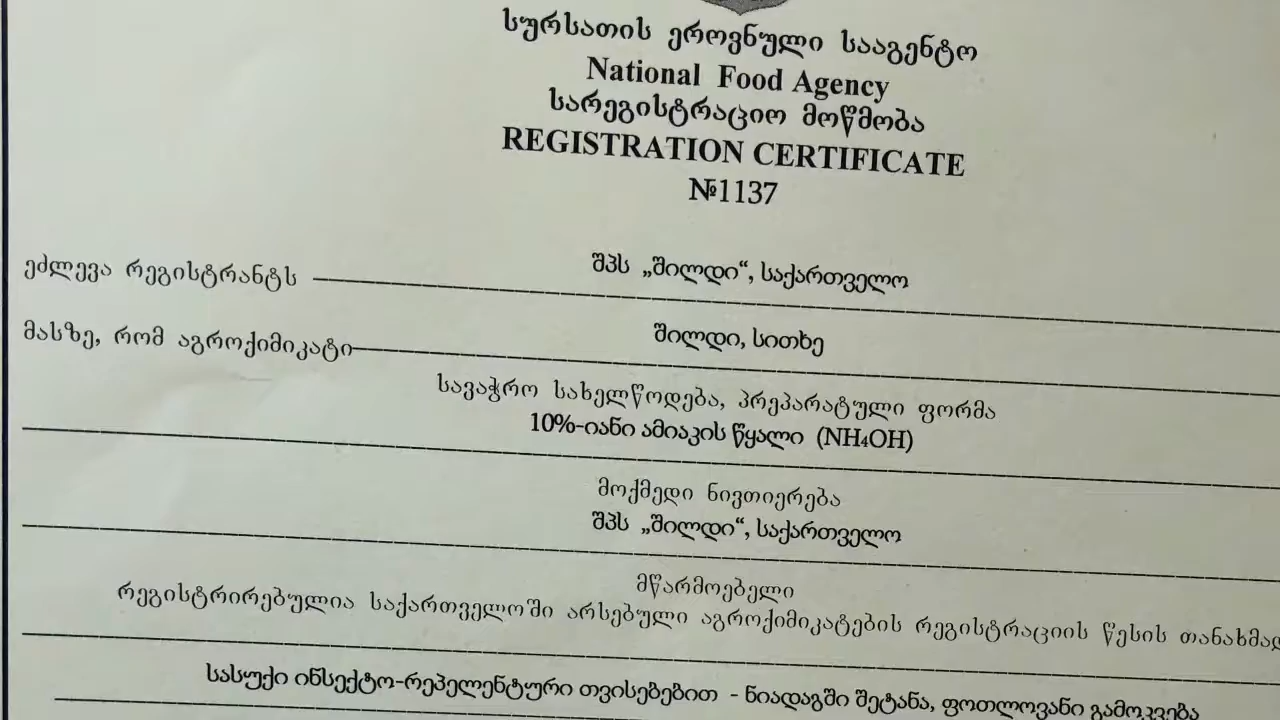 სურსათის ეროვნული სააგენტო
National Food Agency
სარეგისტრაციო მოწმობა
REGISTRATION CERTIFICATE
№1137
ეძლევა რეგისტრანტს შპს „შილდი“, საქართველო
მასზე, რომ აგროქიმიკატი შილდი, სითხე
სავაჭრო სახელწოდება, პრეპარატული ფორმა
10%-იანი ამიაკის წყალი (NH₄OH)
მოქმედი ნივთიერება
შპს „შილდი“, საქართველო
მწარმოებელი
რეგისტრირებულია საქართველოში არსებული აგროქიმიკატების რეგისტრაციის წესის
სასუქი ინსექტო-რეპელენტური თვისებებით - ნიადაგში შეტანა, ფოთლოვანი გამოკვება